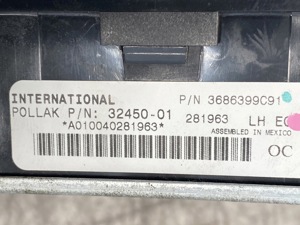 INTERNATIONAL P/N 3686399C91
POLLAK P/N: 32450-01 281963 LH EC
*A010040281963* ASSEMBLED IN MEXICO
OC